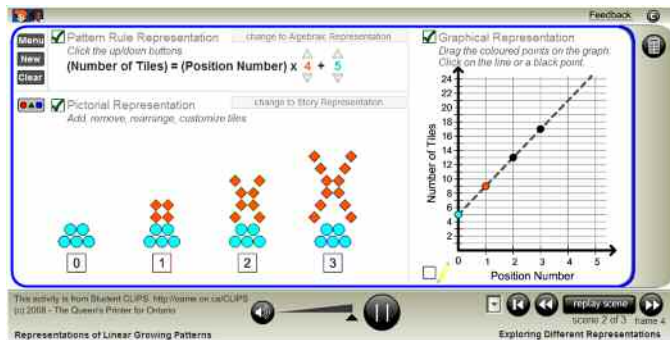 Feedback
Menu
New
Clear
Pattern Rule Representation
change to Algebraic Representation
Click the up/down buttons
(Number of Tiles) = (Position Number) x 4 + 5
Pictorial Representation
change to Story Representation
Add, remove, rearrange, customize tiles
0
1
2
3
Graphical Representation
Drag the coloured points on the graph.
Click on the line or a black point.
Number of Tiles
24
22
20
18
16
14
12
10
8
6
4
2
0
1
2
3
4
5
Position Number
This activity is from Student CLIPS. http://oame.on.ca/CLIPS
(c) 2008 - The Queen's Printer for Ontario
replay scene
scene 2 of 3
frame 4
Representations of Linear Growing Patterns
Exploring Different Representations